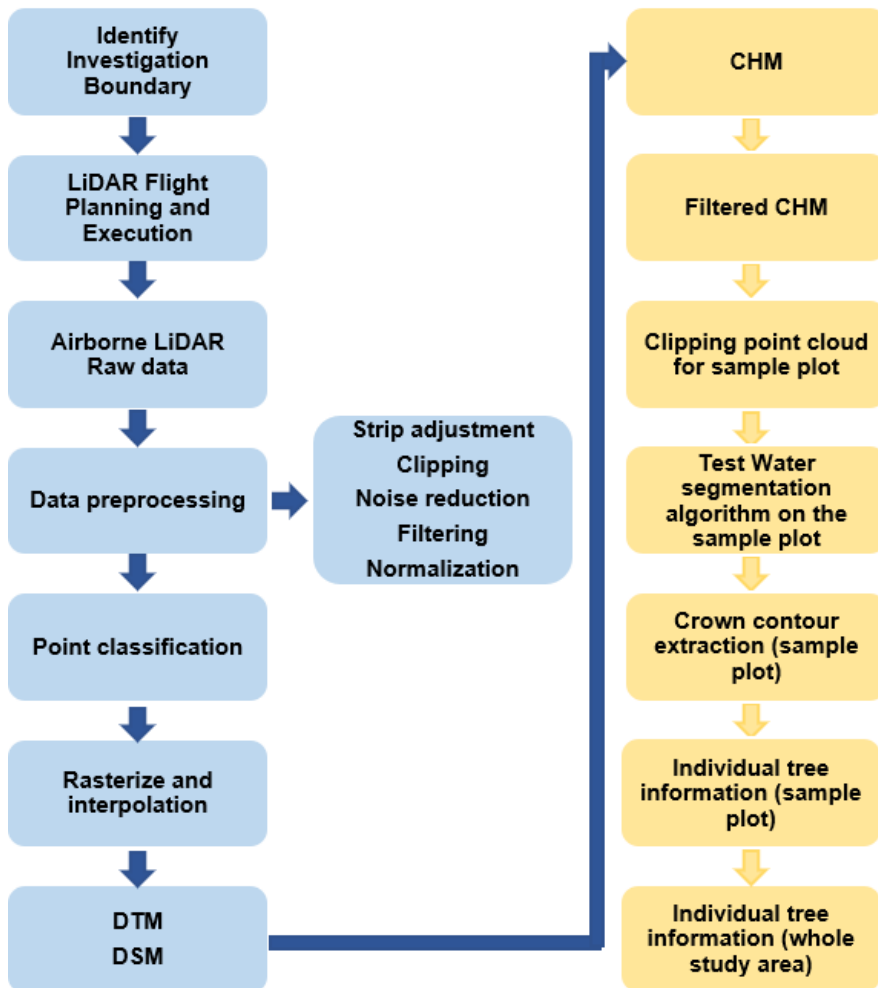 Identify
Investigation
Boundary
LiDAR Flight
Planning and
Execution
Airborne LiDAR
Raw data
Data preprocessing
Strip adjustment
Clipping
Noise reduction
Filtering
Normalization
Point classification
Rasterize and
interpolation
DTM
DSM
CHM
Filtered CHM
Clipping point cloud
for sample plot
Test Water
segmentation
algorithm on the
sample plot
Crown contour
extraction (sample
plot)
Individual tree
information (sample
plot)
Individual tree
information (whole
study area)